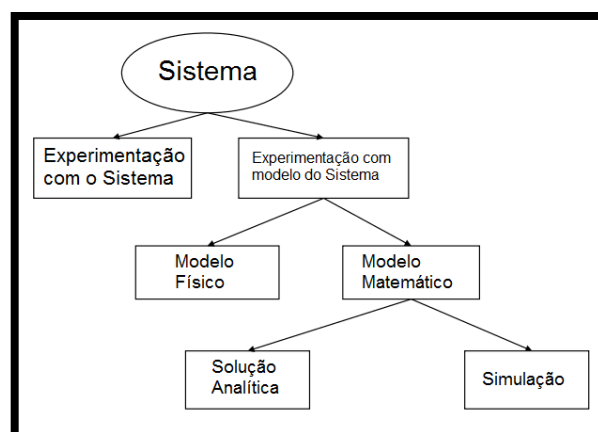 Sistema
Experimentação
com o Sistema
Experimentação com
modelo do Sistema
Modelo
Físico
Modelo
Matemático
Solução
Analítica
Simulação